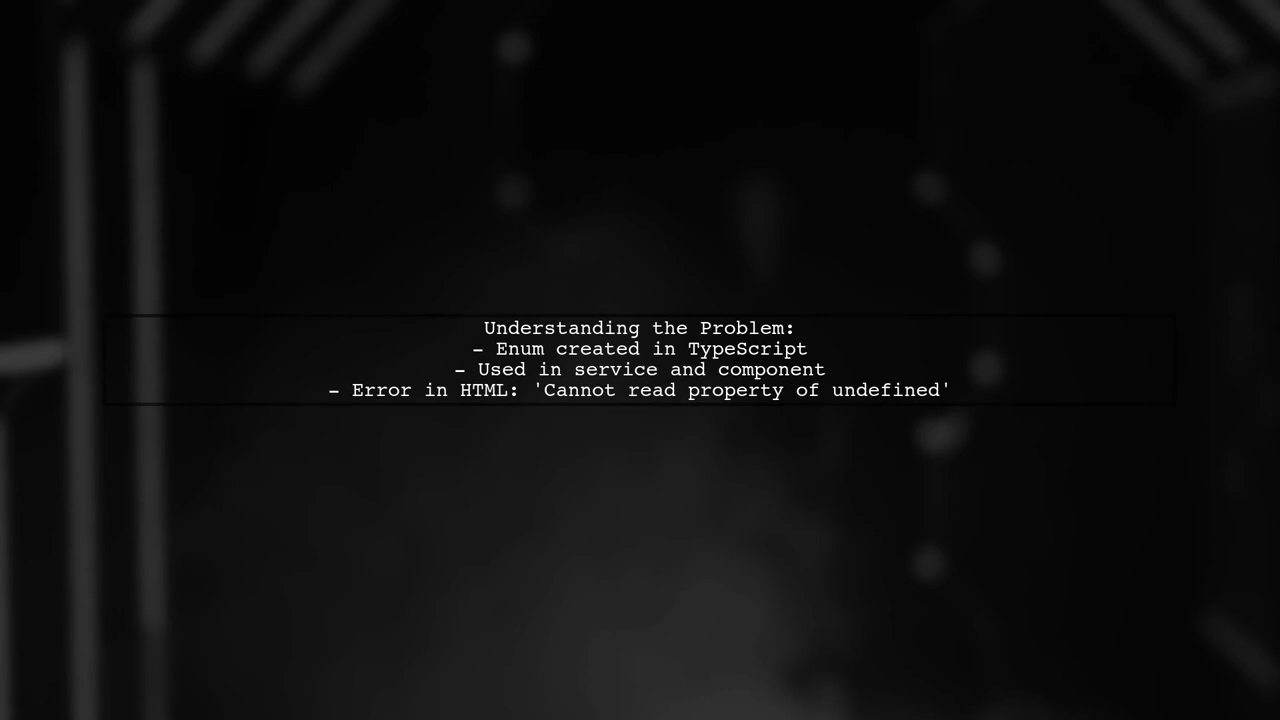 Understanding the Problem:
– Enum created in TypeScript
– Used in service and component
– Error in HTML: 'Cannot read property of undefined'